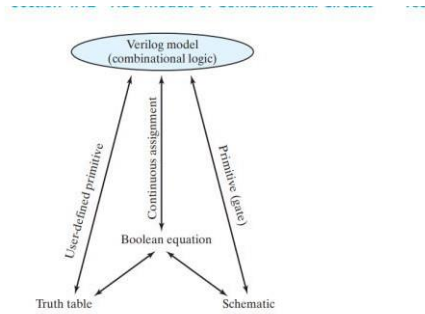 Verilog model
(combinational logic)
User-defined primitive
Continuous assignment
Primitive (gate)
Boolean equation
Truth table
Schematic